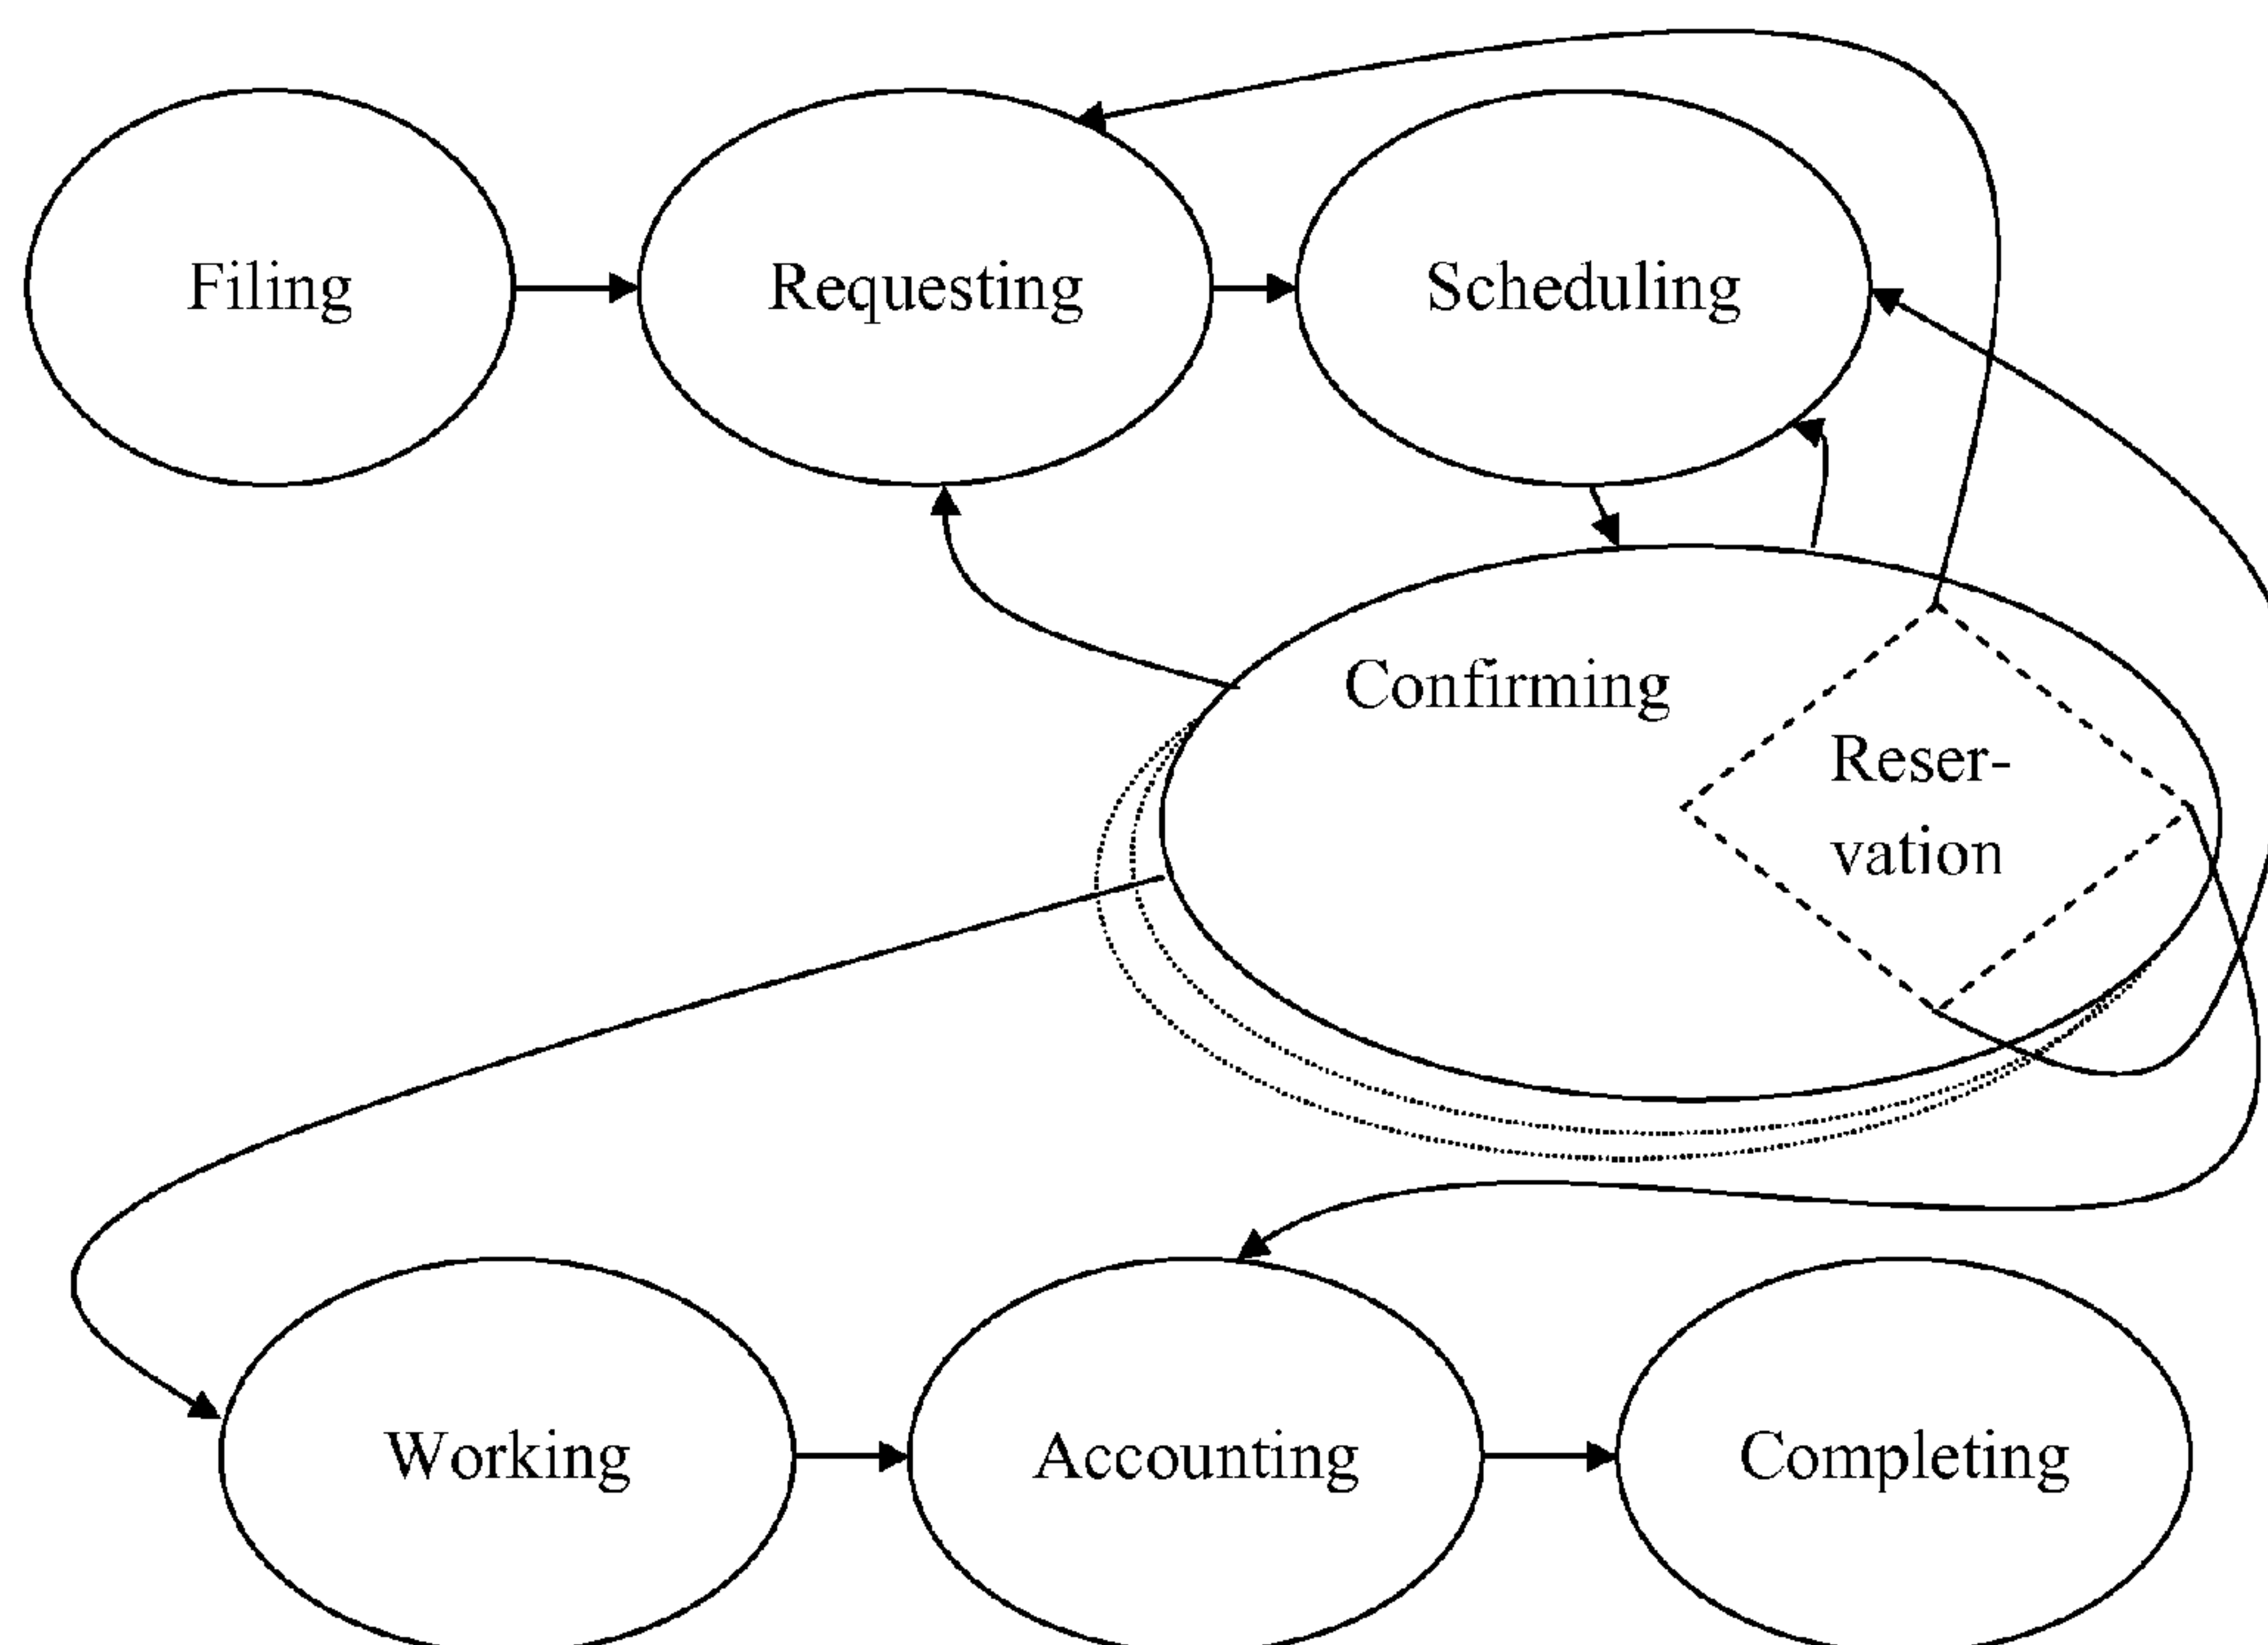 Filing
Requesting
Scheduling
Confirming
Reser-
vation
Working
Accounting
Completing